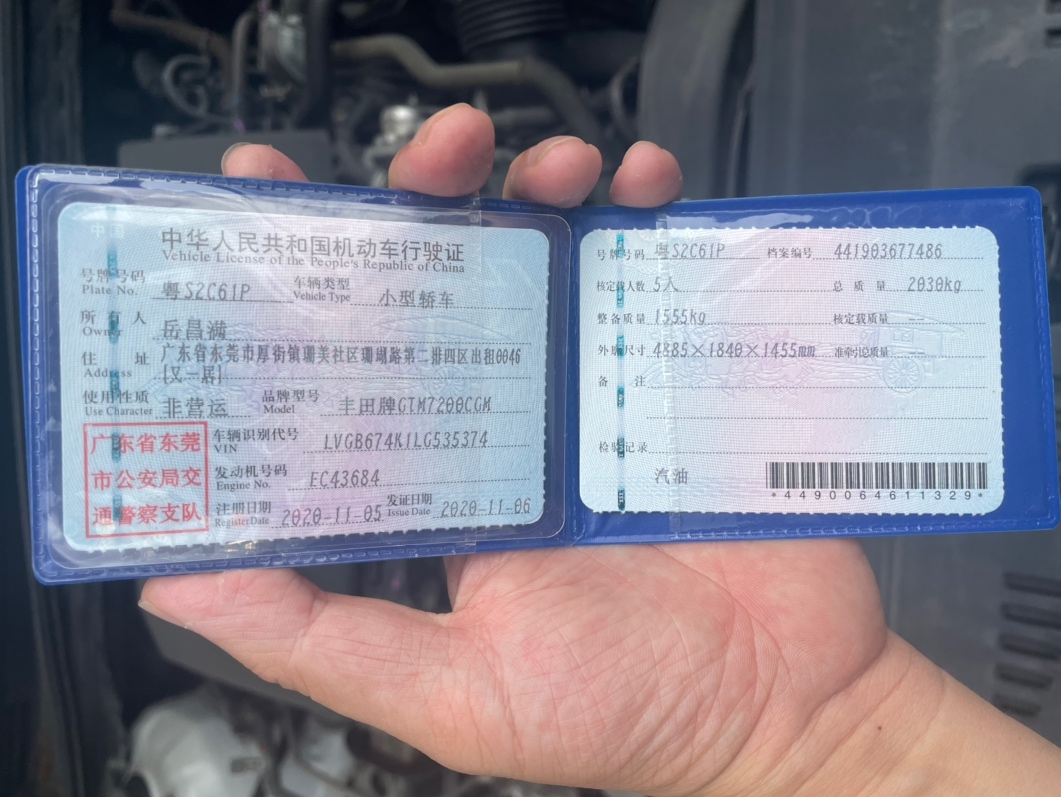 中华人民共和国机动车行驶证
Vehicle License of the People's Republic of China
号牌号码 Plate No. 粤S2C61P 车辆类型 Vehicle Type 小型轿车
所有人 Owner 岳昌满
住址 Address 广东省东莞市厚街镇珊美社区珊瑚路第二排四区出租0046
[又一居]
使用性质 Use Character 非营运 品牌型号 Model 丰田牌GTM7200CGM
车辆识别代号 VIN LVGB674K1LG535374
发动机号码 Engine No. EC43684
注册日期 Register Date 2020-11-05 发证日期 Issue Date 2020-11-06
广东省东莞
市公安局交
通警察支队
号牌号码 粤S2C61P 档案编号 441903677486
核定载人数 5人 总质量 2030kg
整备质量 1555kg 核定载质量 --
外廓尺寸 4885×1840×1455mm 准牵引总质量 --
备注
检验记录
汽油
*4490064611329*